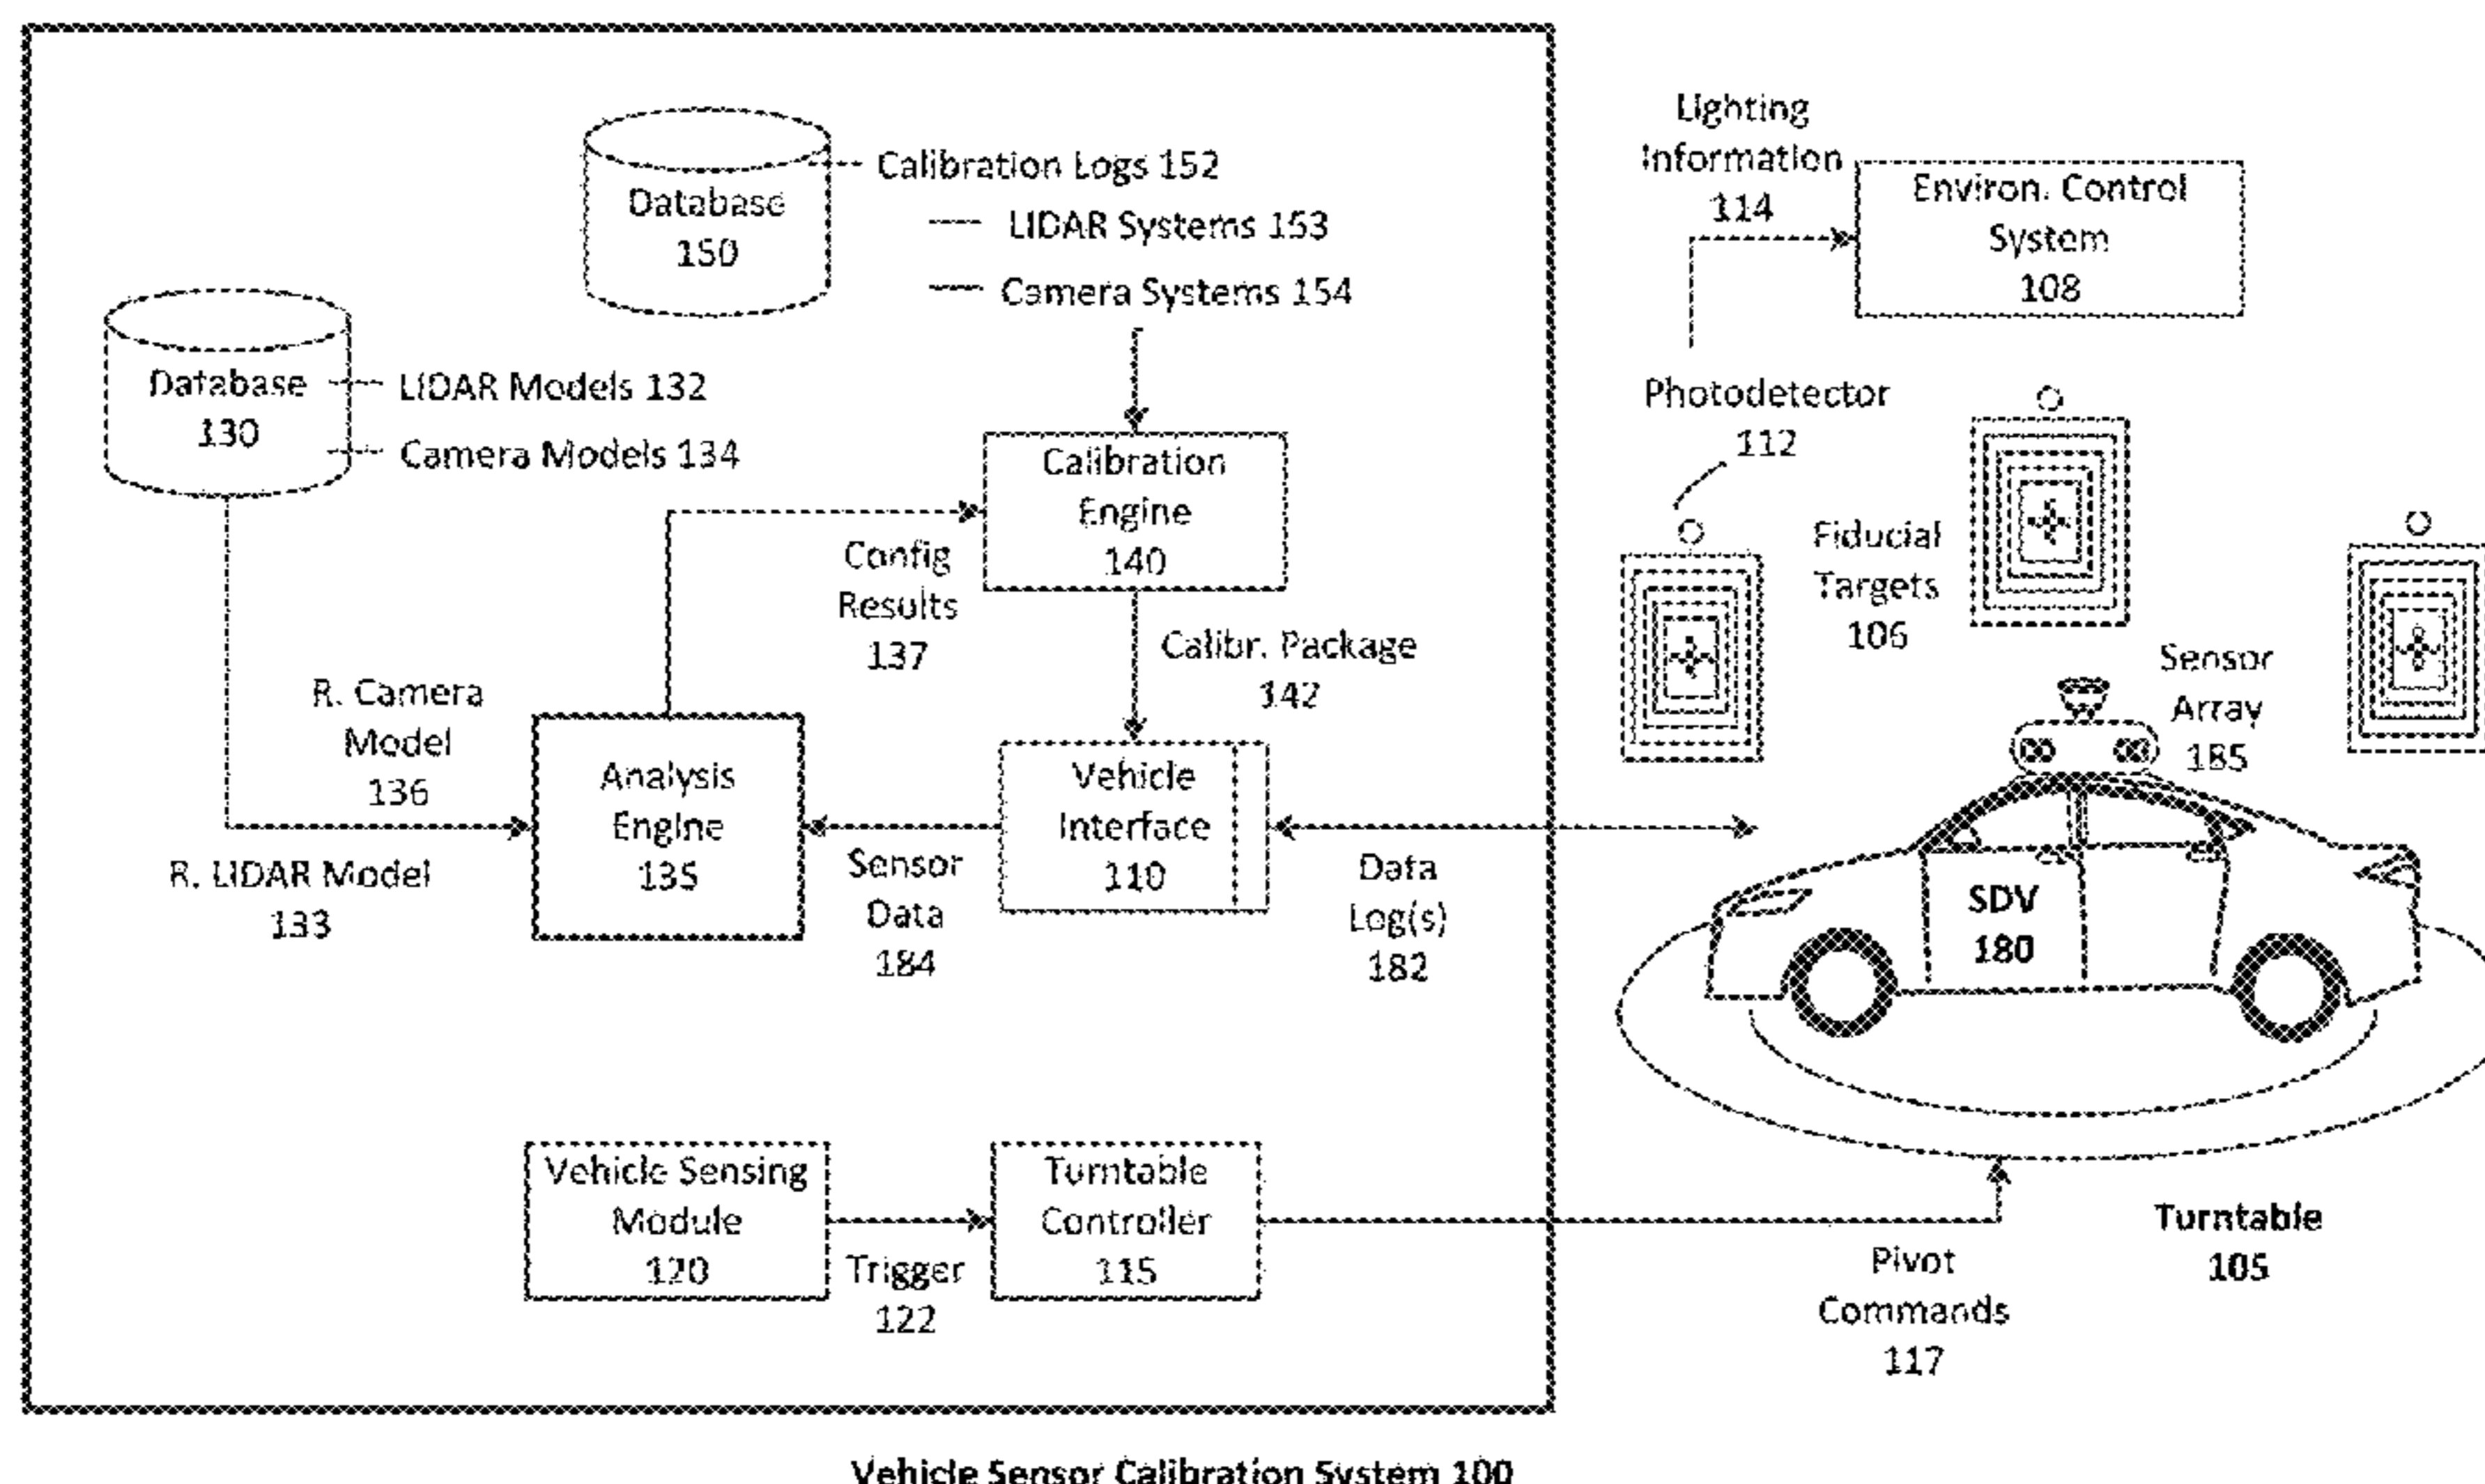 Database
150
Calibration Logs 152
LIDAR Systems 153
Camera Systems 154
Database
130
LIDAR Models 132
Camera Models 134
Calibration
Engine
140
Config
Results
137
Calibr. Package
142
R. Camera
Model
136
R. LIDAR Model
133
Analysis
Engine
135
Sensor
Data
184
Vehicle
Interface
110
Data
Log(s)
182
Vehicle Sensing
Module
120
Trigger
122
Turntable
Controller
115
Lighting
Information
114
Environ. Control
System
108
Photodetector
112
Fiducial
Targets
106
Sensor
Array
185
SDV
180
Pivot
Commands
117
Turntable
105
Vehicle Sensor Calibration System 100